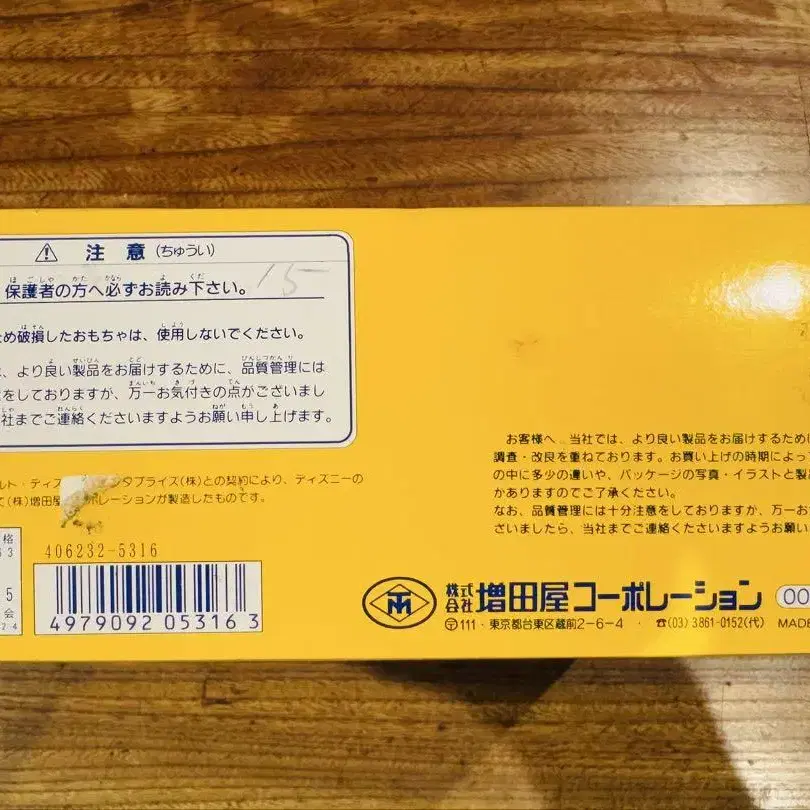 注意(ちゅうい)
保護者の方へ必ずお読み下さい。
15
め破損したおもちゃは、使用しないでください。
、より良い製品をお届けするために、品質管理には
をしておりますが、万一お気付きの点がございまし
社までご連絡くださいますようお願い申し上げます。
ルト・ディズ タプライズ(株)との契約により、ディズニーの
て(株)増田屋 ポレーションが製造したものです。
格
63
5
会
24
406232-5316
4979092053163
お客様へ 当社では、より良い製品をお届けするため
調査・改良を重ねております。お買い上げの時期によっ
の中に多少の違いや、パッケージの写真・イラストと製
かありますのでご了承ください。
なお、品質管理には十分注意をしておりますが、万一お
さいましたら、当社までご連絡くださいますようお願い
TM
株式会社 増田屋コーポレーション
〒111・東京都台東区蔵前2-6-4・☎(03)3861-0152(代)
00
MADE